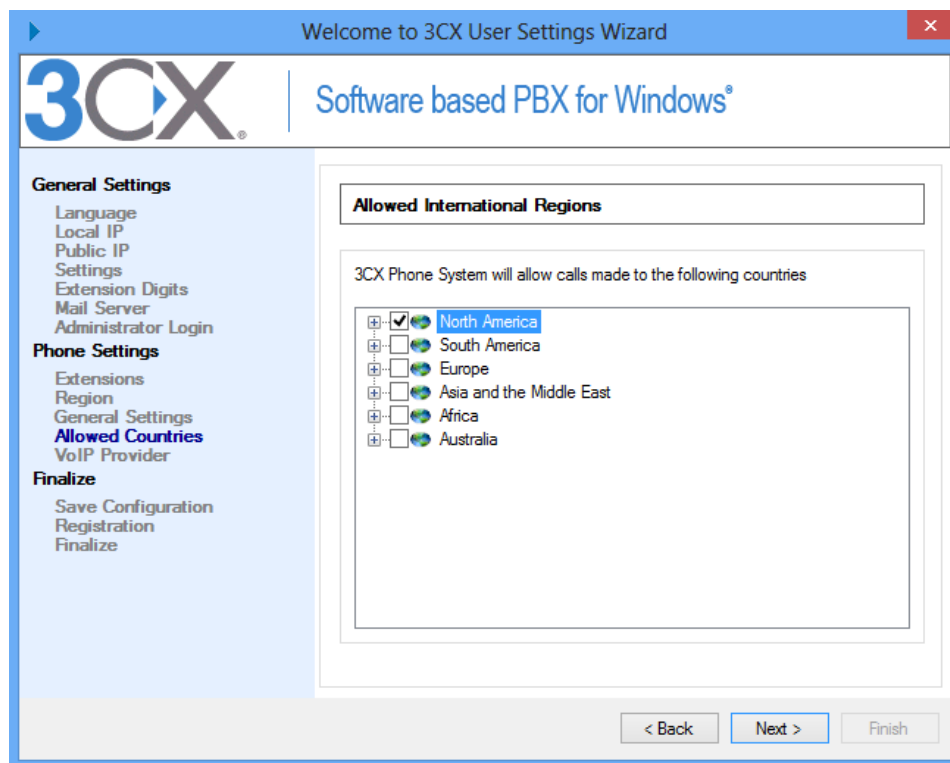 Welcome to 3CX User Settings Wizard
3CX®
Software based PBX for Windows®
General Settings
Language
Local IP
Public IP
Settings
Extension Digits
Mail Server
Administrator Login
Phone Settings
Extensions
Region
General Settings
Allowed Countries
VoIP Provider
Finalize
Save Configuration
Registration
Finalize
Allowed International Regions
3CX Phone System will allow calls made to the following countries
North America
South America
Europe
Asia and the Middle East
Africa
Australia
< Back
Next >
Finish